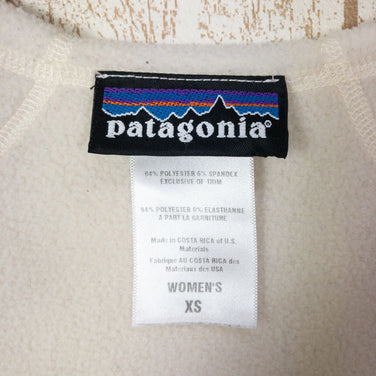 patagonia®
94% POLYESTER 6% SPANDEX
EXCLUSIVE OF TRIM
94% POLYESTER 6% ELASTHANNE
A PART LA GARNITURE
Made in COSTA RICA of U.S.
Materials
Fabrique AU COSTA RICA des
Materiaux des USA
WOMEN'S
XS